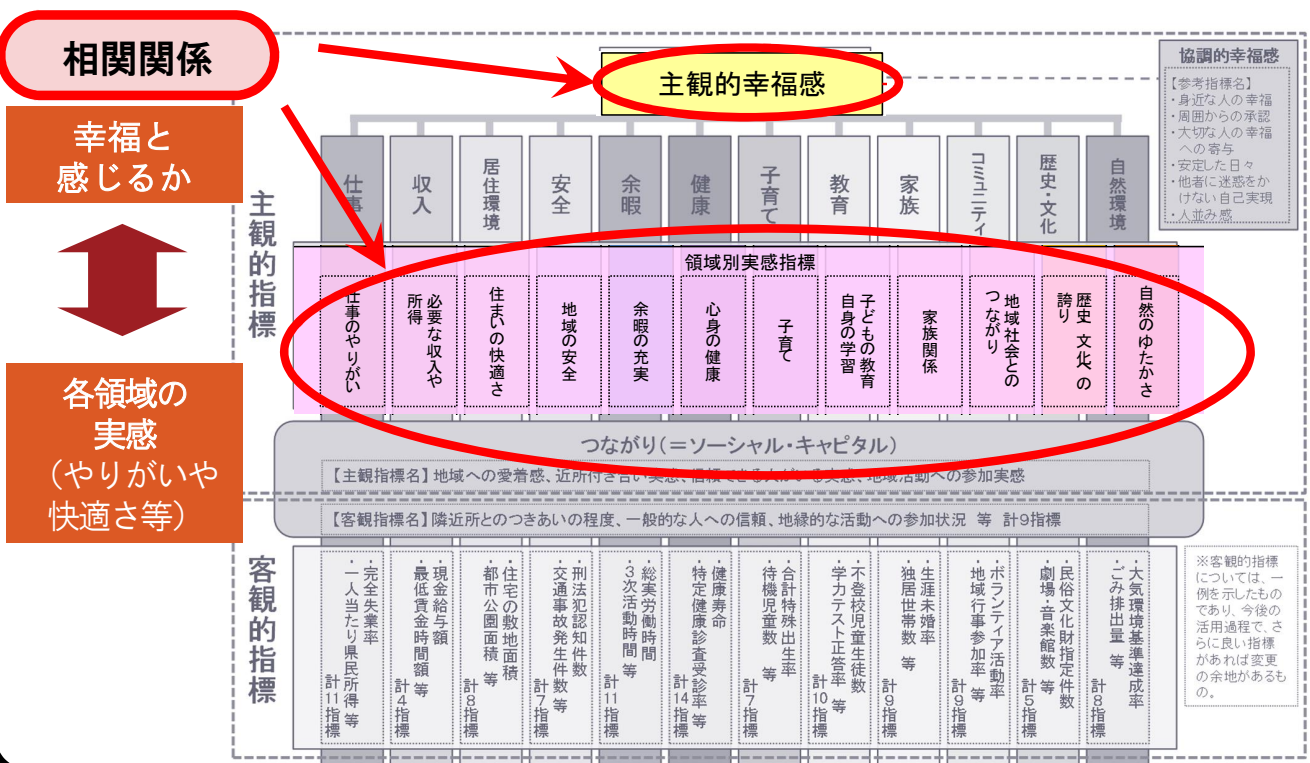 相関関係
主観的幸福感
幸福と
感じるか
各領域の
実感
（やりがいや
快適さ等）
協調的幸福感
【参考指標名】
・身近な人の幸福
・周囲からの承認
・大切な人の幸福
への寄与
・安定した日々
・他者に迷惑をか
けない自己実現
・人並み感
主観的指標
仕事
収入
居住環境
安全
余暇
健康
子育て
教育
家族
コミュニティ
歴史・文化
自然環境
領域別実感指標
仕事のやりがい
必要な収入や
所得
住まいの快適さ
地域の安全
余暇の充実
心身の健康
子育て
子どもの教育
自身の学習
家族関係
地域社会との
つながり
歴史 文化への
誇り
自然のゆたかさ
つながり（＝ソーシャル・キャピタル）
【主観指標名】地域への愛着感、近所付き合い実感、信頼できる人がいる実感、地域活動への参加実感
【客観指標名】隣近所とのつきあいの程度、一般的な人への信頼、地縁的な活動への参加状況 等 計9指標
客観的指標
・完全失業率
・一人当たり県民所得 等
計11指標
・現金給与額
・最低賃金時間額 等
計4指標
・住宅の敷地面積
・都市公園面積 等
計8指標
・刑法犯認知件数
・交通事故発生件数 等
計7指標
・総実労働時間
・3次活動時間 等
計11指標
・健康寿命
・特定健康診査受診率 等
計14指標
・合計特殊出生率
・待機児童数 等
計7指標
・不登校児童生徒数
・学力テスト正答率 等
計10指標
・生涯未婚率
・独居世帯数 等
計9指標
・ボランティア活動率
・地域行事参加率 等
計9指標
・民俗文化財指定件数
・劇場・音楽館数 等
計5指標
・大気環境基準達成率
・ごみ排出量 等
計8指標
※客観的指標
については、一
例を示したもの
であり、今後の
活用過程で、さ
らに良い指標
があれば変更
の余地があるも
の。